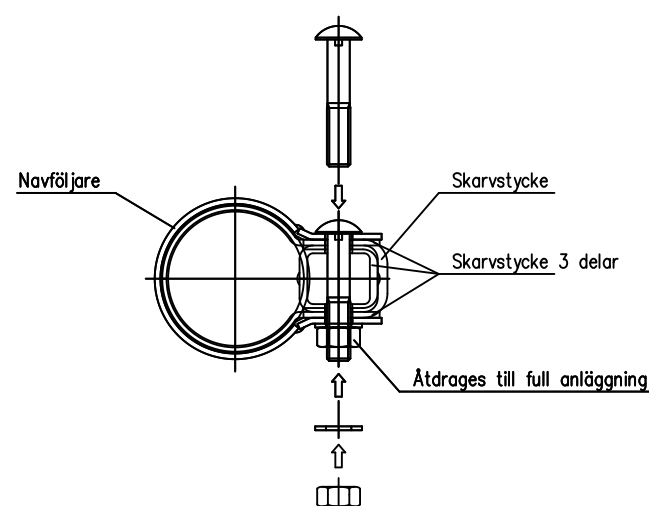 Navföljare
Skarvstycke
Skarvstycke 3 delar
Åtdrages till full anläggning